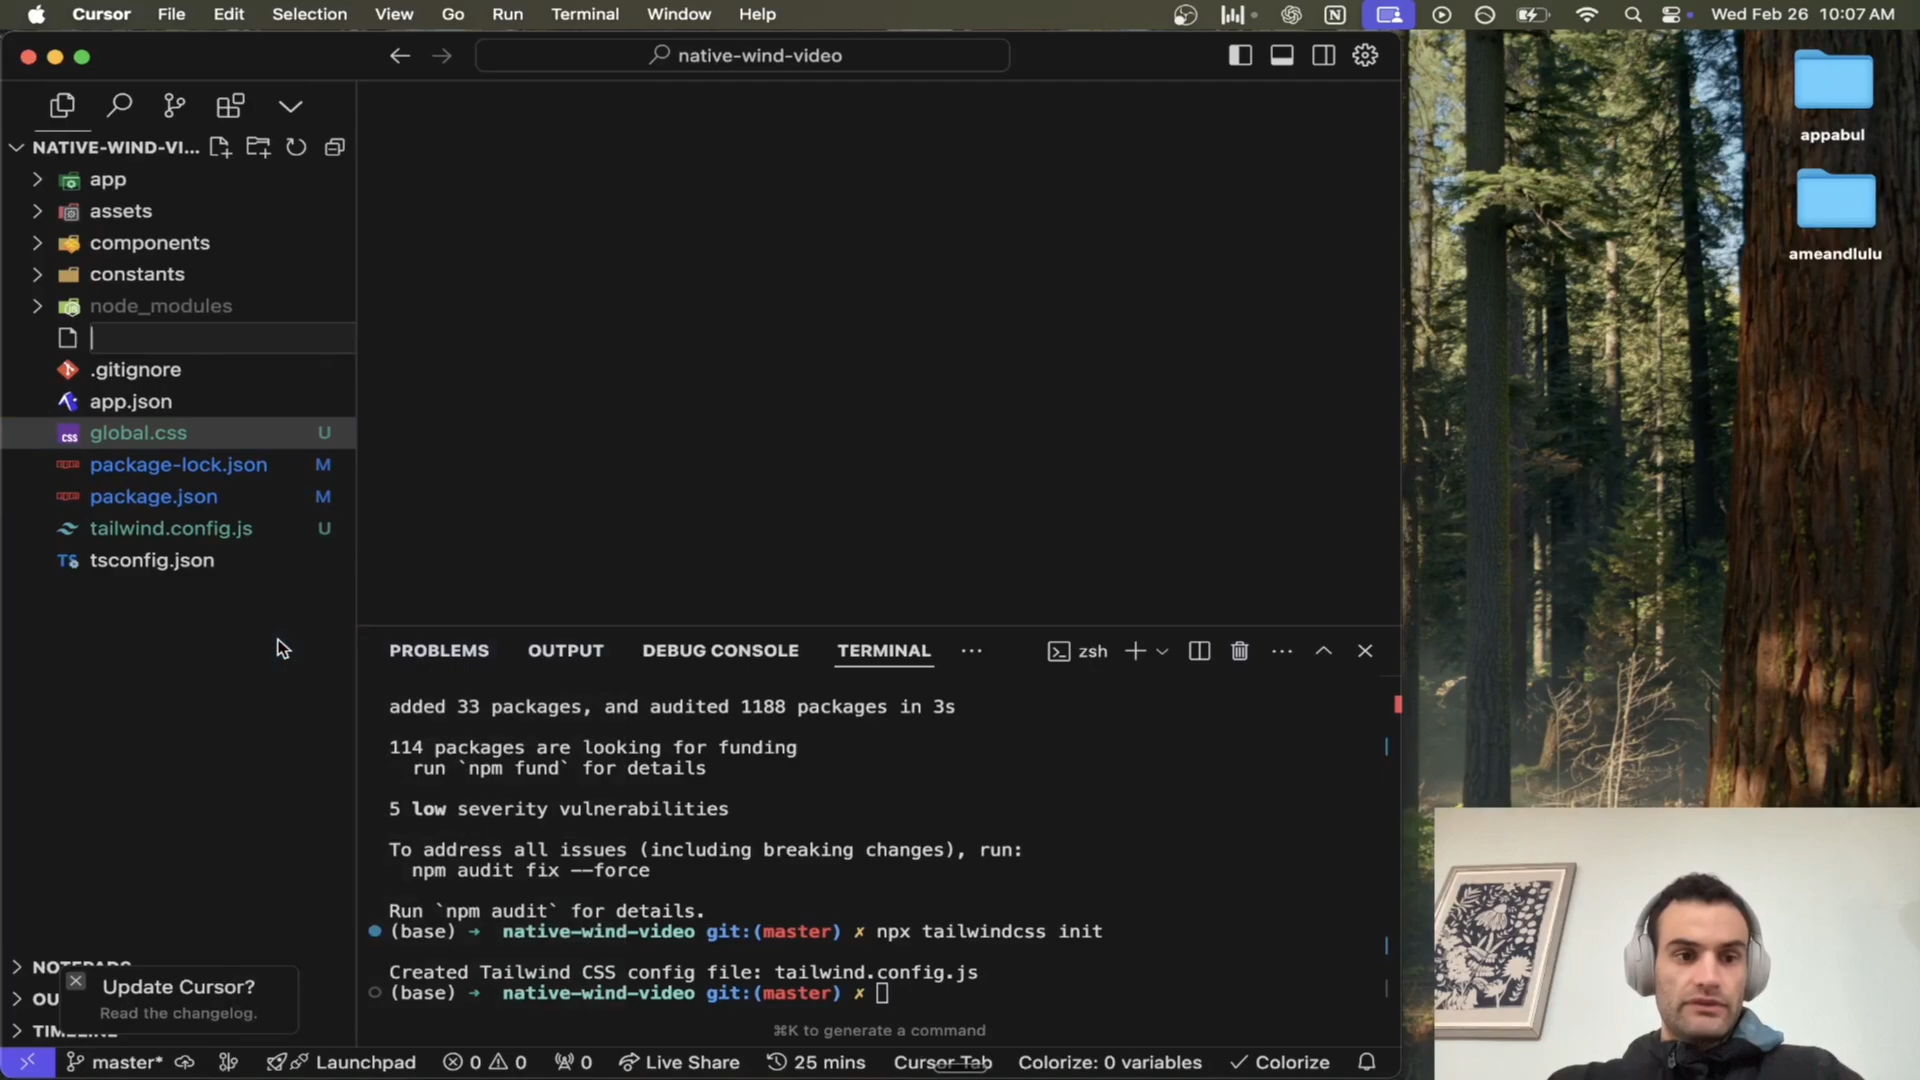 Cursor File Edit Selection View Go Run Terminal Window Help
Wed Feb 26 10:07 AM
native-wind-video
NATIVE-WIND-VI...
app
assets
components
constants
node_modules
.gitignore
app.json
global.css U
package-lock.json M
package.json M
tailwind.config.js U
tsconfig.json
PROBLEMS OUTPUT DEBUG CONSOLE TERMINAL ... zsh
added 33 packages, and audited 1188 packages in 3s
114 packages are looking for funding
run `npm fund` for details
5 low severity vulnerabilities
To address all issues (including breaking changes), run:
npm audit fix --force
Run `npm audit` for details.
(base) → native-wind-video git:(master) ✗ npx tailwindcss init
Created Tailwind CSS config file: tailwind.config.js
(base) → native-wind-video git:(master) ✗
⌘K to generate a command
NOTEPADS
OU
TIMELINE
Update Cursor?
Read the changelog.
master* Launchpad 0 0 0 Live Share 25 mins Cursor Tab Colorize: 0 variables Colorize
appabul
ameandlulu